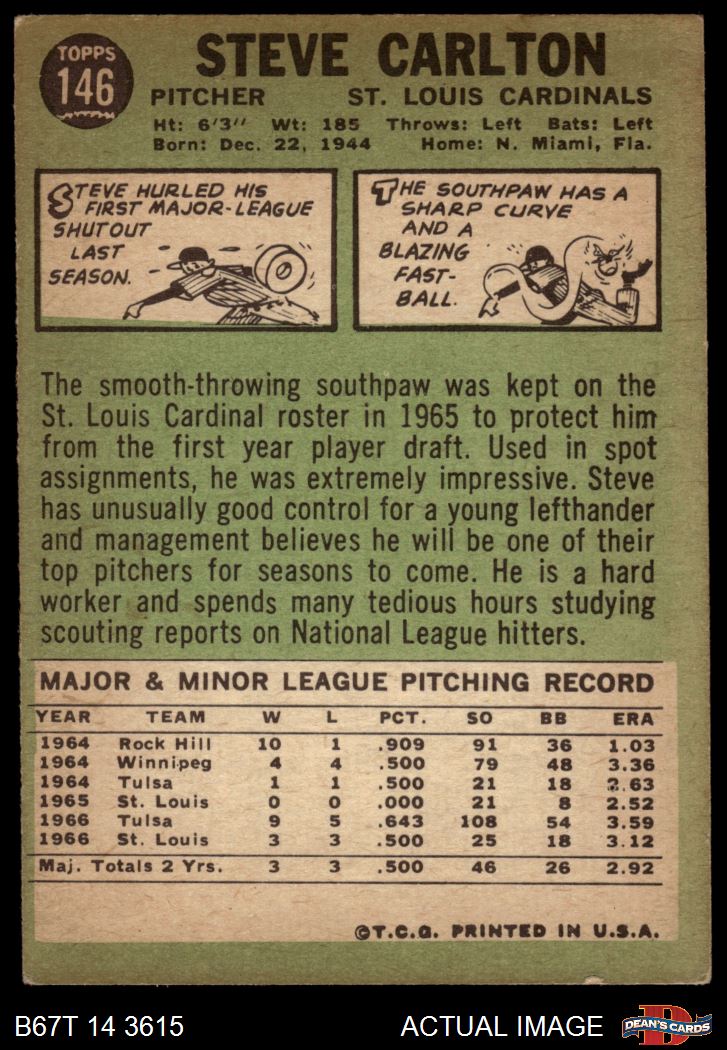 TOPPS
146
STEVE CARLTON
PITCHER ST. LOUIS CARDINALS
Ht: 6'3" Wt: 185 Throws: Left Bats: Left
Born: Dec. 22, 1944 Home: N. Miami, Fla.
STEVE HURLED HIS
FIRST MAJOR-LEAGUE
SHUTOUT
LAST
SEASON.
THE SOUTHPAW HAS A
SHARP CURVE
AND A
BLAZING
FAST-
BALL.
The smooth-throwing southpaw was kept on the
St. Louis Cardinal roster in 1965 to protect him
from the first year player draft. Used in spot
assignments, he was extremely impressive. Steve
has unusually good control for a young lefthander
and management believes he will be one of their
top pitchers for seasons to come. He is a hard
worker and spends many tedious hours studying
scouting reports on National League hitters.
MAJOR & MINOR LEAGUE PITCHING RECORD
YEAR TEAM W L PCT. SO BB ERA
1964 Rock Hill 10 1 .909 91 36 1.03
1964 Winnipeg 4 4 .500 79 48 3.36
1964 Tulsa 1 1 .500 21 18 2.63
1965 St. Louis 0 0 .000 21 8 2.52
1966 Tulsa 9 5 .643 108 54 3.59
1966 St. Louis 3 3 .500 25 18 3.12
Maj. Totals 2 Yrs. 3 3 .500 46 26 2.92
©T.C.G. PRINTED IN U.S.A.
B67T 14 3615 ACTUAL IMAGE
D
DEAN'S CARDS